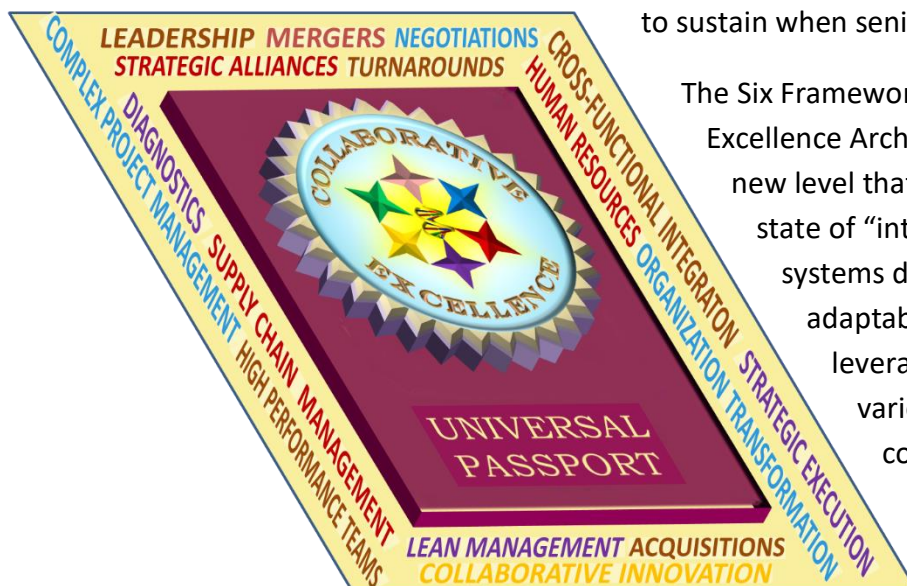 LEADERSHIP MERGERS NEGOTIATIONS
STRATEGIC ALLIANCES TURNAROUNDS
CROSS-FUNCTIONAL INTEGRATON
HUMAN RESOURCES ORGANIZATION TRANSFORMATION
STRATEGIC EXECUTION
COMPLEX PROJECT MANAGEMENT
DIAGNOSTICS SUPPLY CHAIN MANAGEMENT
HIGH PERFORMANCE TEAMS
COLLABORATIVE
EXCELLENCE
UNIVERSAL
PASSPORT
LEAN MANAGEMENT ACQUISITIONS
COLLABORATIVE INNOVATION
to sustain when seni
The Six Framewor
Excellence Arch
new level that
state of “int
systems d
adaptab
levera
vari
co